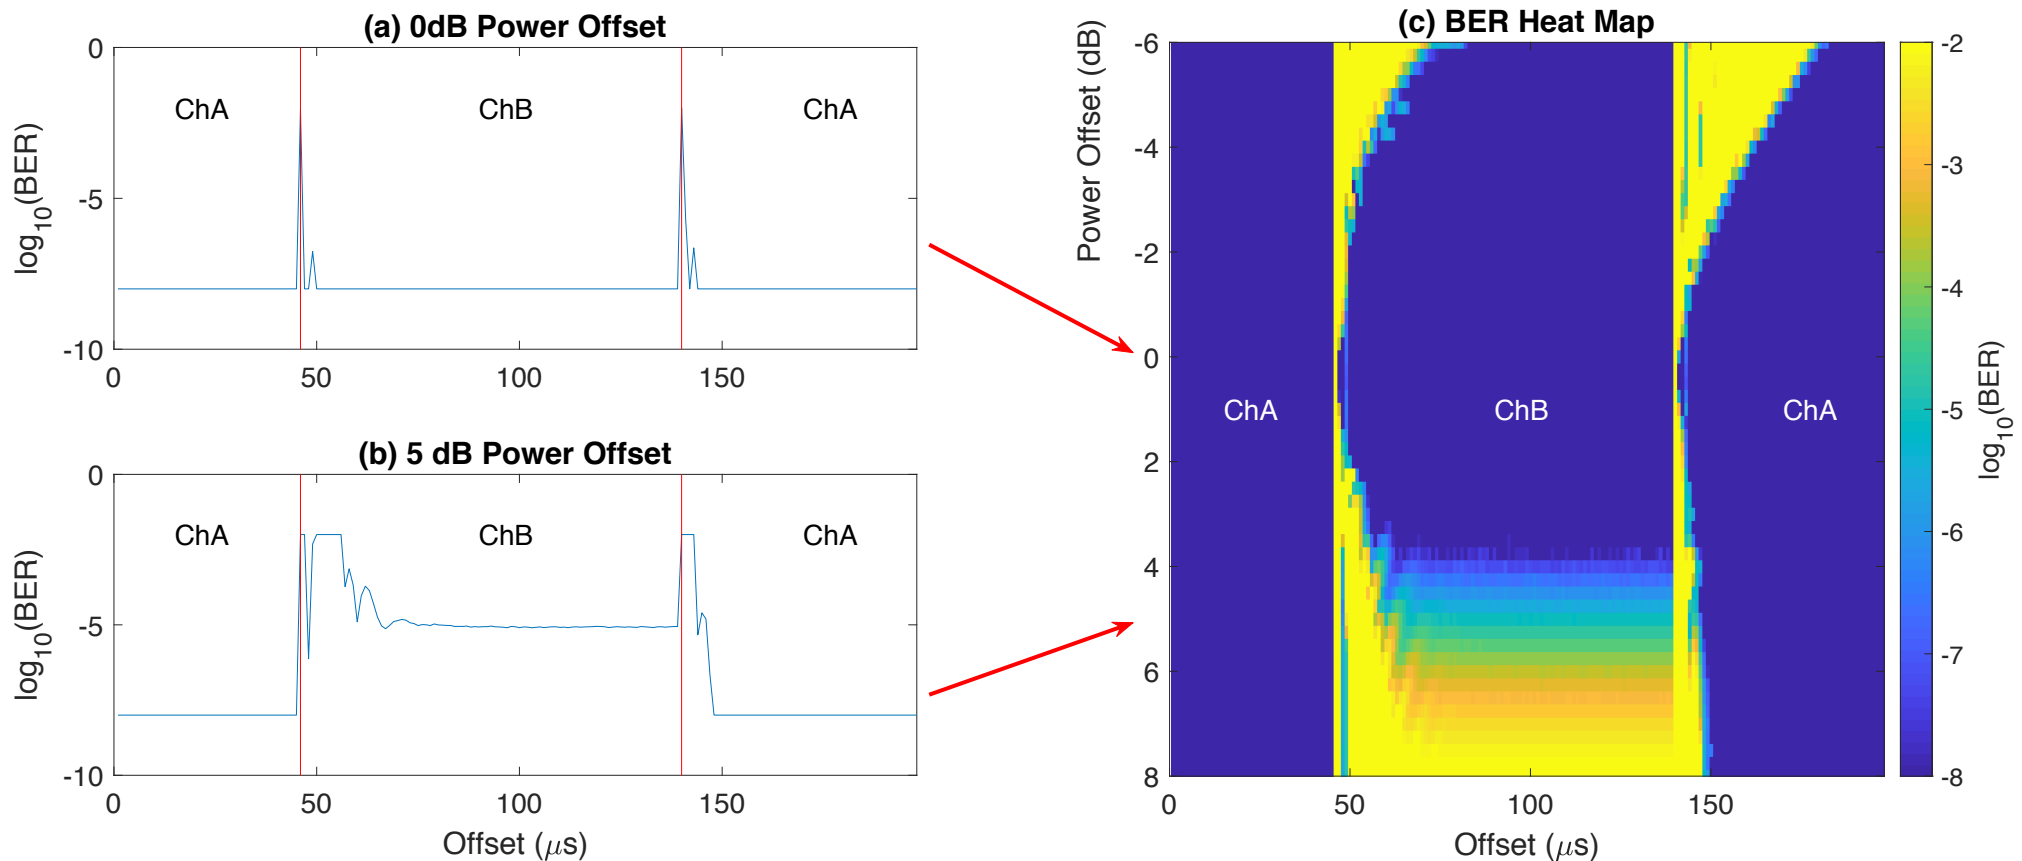 (a) 0dB Power Offset
0
-5
-10
log10(BER)
ChA
ChB
ChA
0
50
100
150
(b) 5 dB Power Offset
0
-5
-10
log10(BER)
ChA
ChB
ChA
0
50
100
150
Offset (μs)
(c) BER Heat Map
Power Offset (dB)
-6
-4
-2
0
2
4
6
8
ChA
ChB
ChA
0
50
100
150
Offset (μs)
-2
-3
-4
-5
-6
-7
-8
log10(BER)